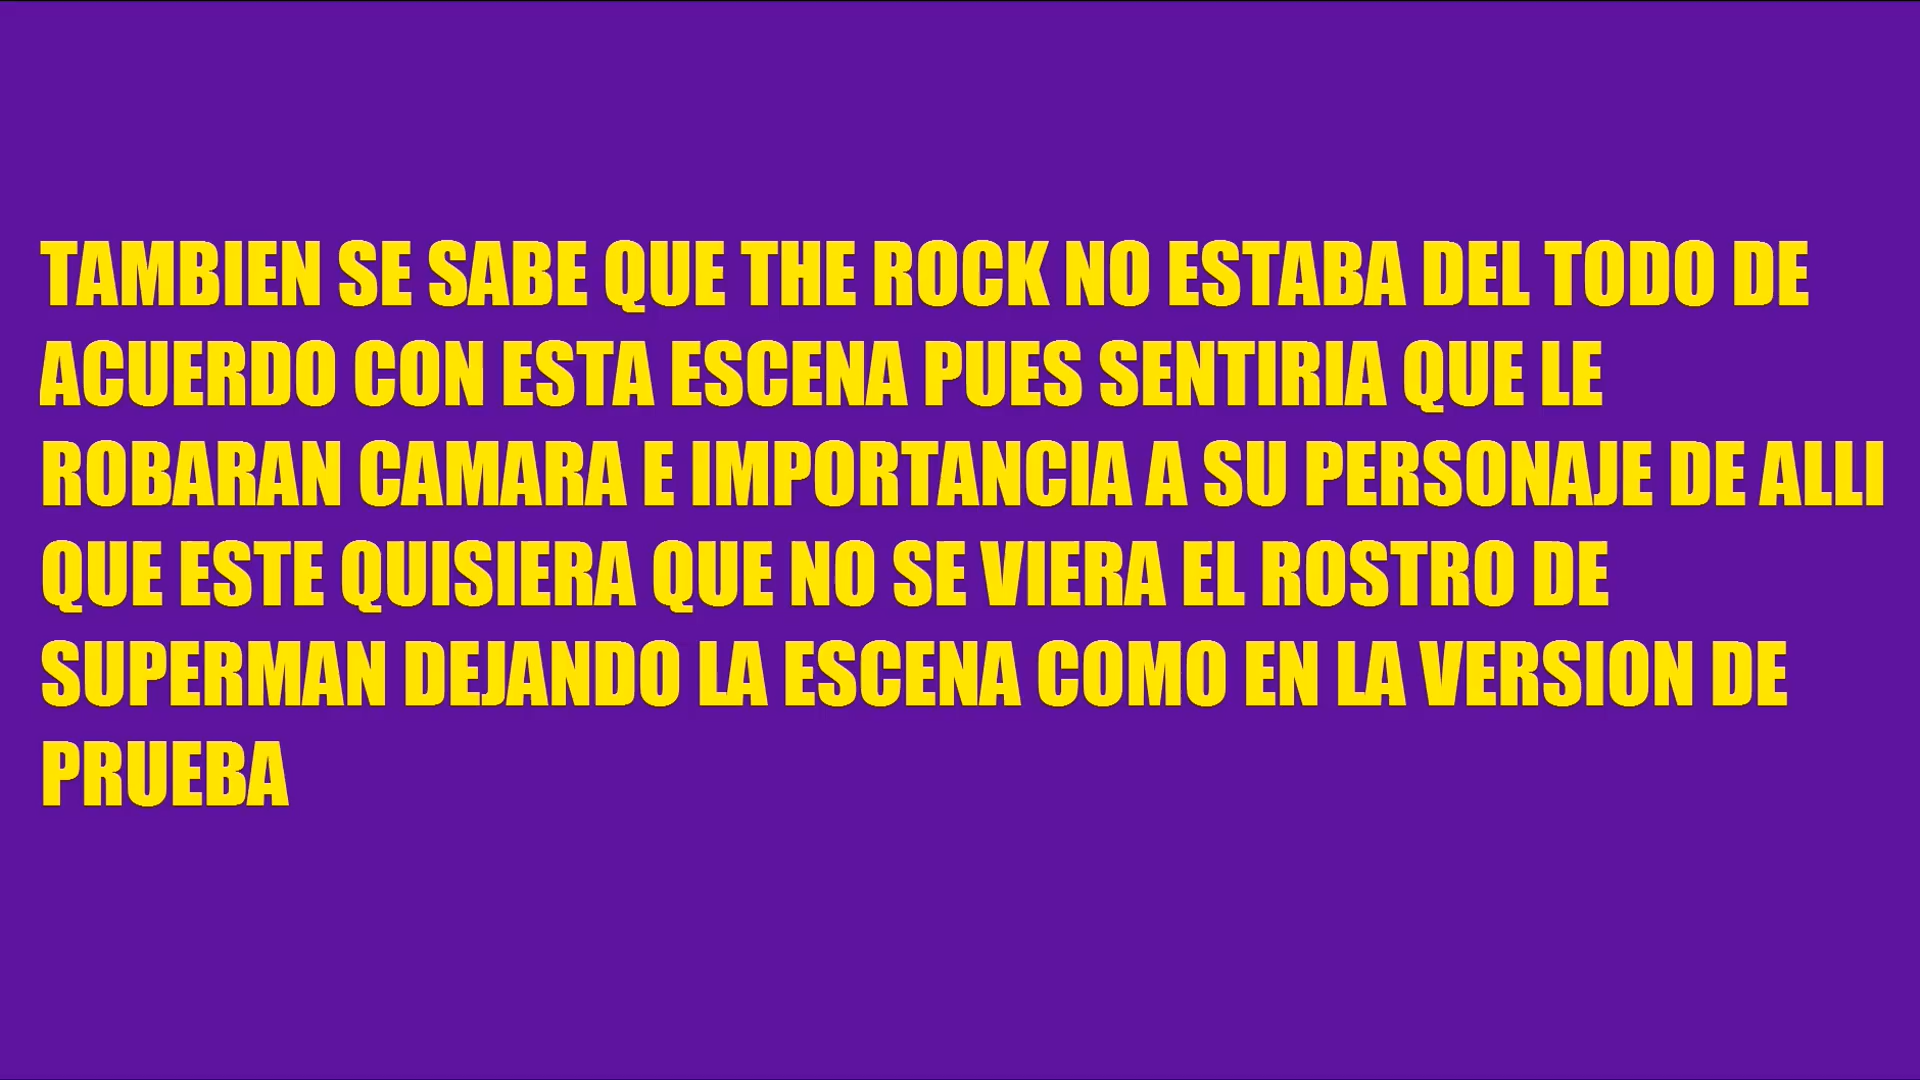 TAMBIEN SE SABE QUE THE ROCK NO ESTABA DEL TODO DE
ACUERDO CON ESTA ESCENA PUES SENTIRIA QUE LE
ROBARAN CAMARA E IMPORTANCIA A SU PERSONAJE DE ALLI
QUE ESTE QUISIERA QUE NO SE VIERA EL ROSTRO DE
SUPERMAN DEJANDO LA ESCENA COMO EN LA VERSION DE
PRUEBA